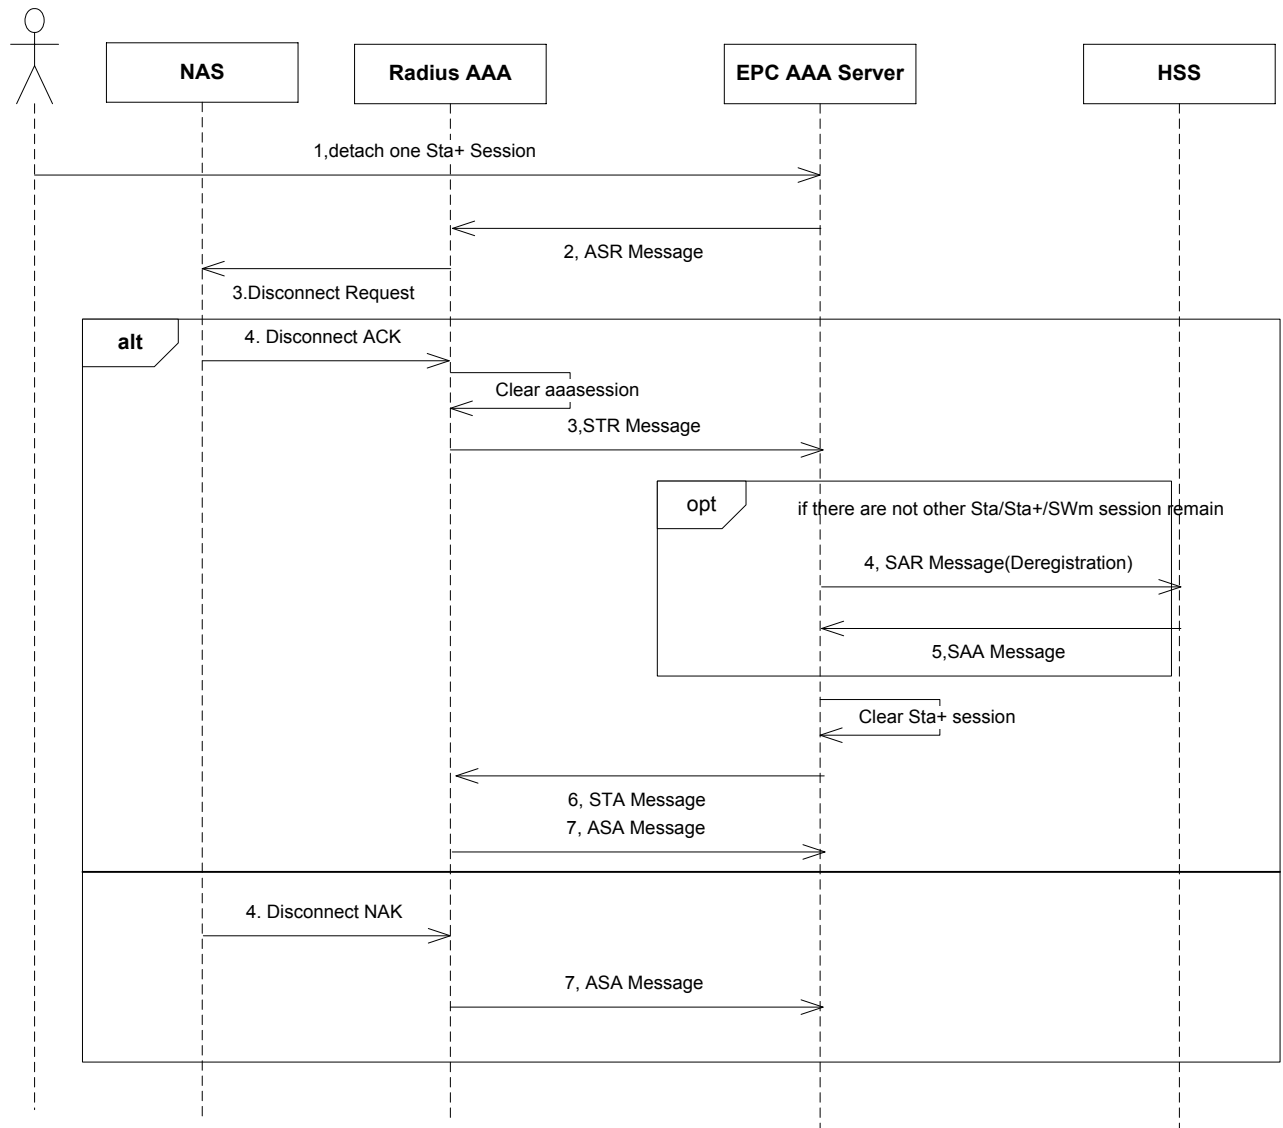 NAS
Radius AAA
EPC AAA Server
HSS
1,detach one Sta+ Session
2, ASR Message
3.Disconnect Request
alt
4. Disconnect ACK
Clear aaasession
3,STR Message
opt
if there are not other Sta/Sta+/SWm session remain
4, SAR Message(Deregistration)
5,SAA Message
Clear Sta+ session
6, STA Message
7, ASA Message
4. Disconnect NAK
7, ASA Message